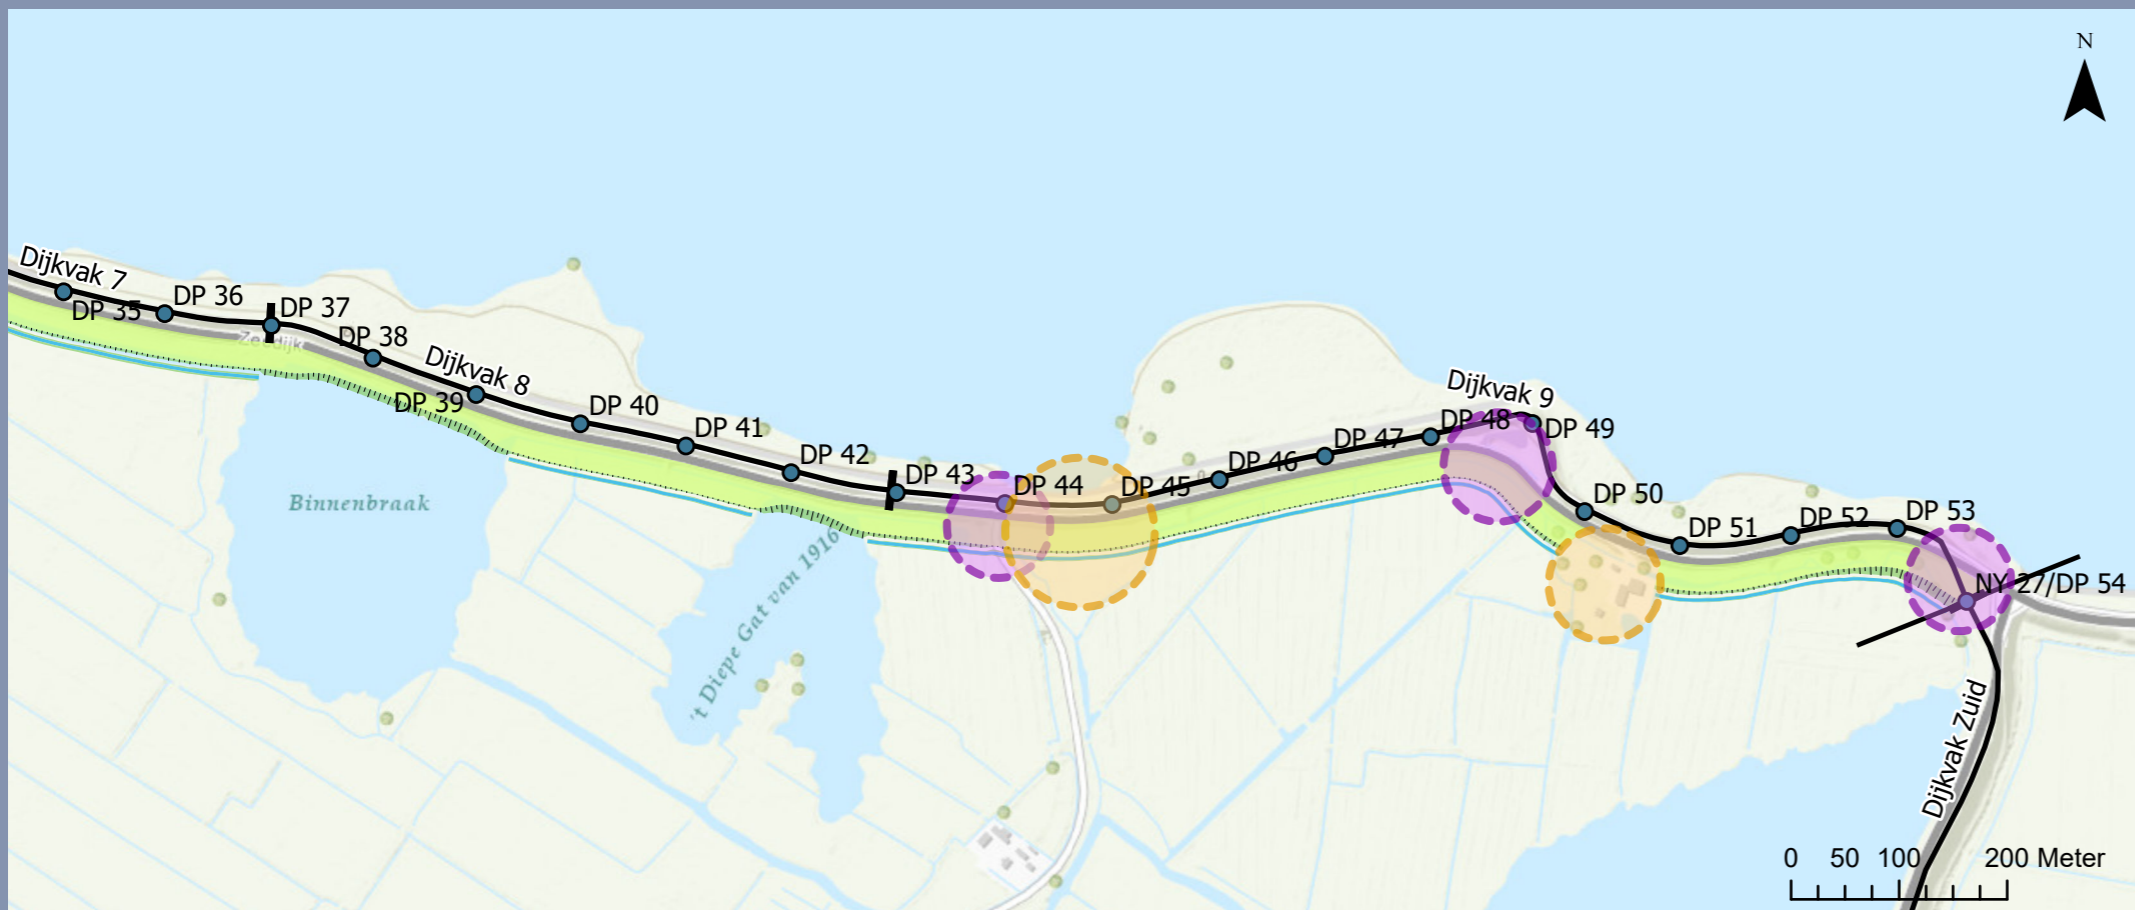 N
Dijkvak 7
DP 35
DP 36
DP 37
Zeedijk
DP 38
Dijkvak 8
DP 39
DP 40
DP 41
DP 42
DP 43
DP 44
DP 45
DP 46
DP 47
Dijkvak 9
DP 48
DP 49
DP 50
DP 51
DP 52
DP 53
NY 27/DP 54
Binnenbraak
't Diepe Gat van 1916
Dijkvak Zuid
0 50 100 200 Meter